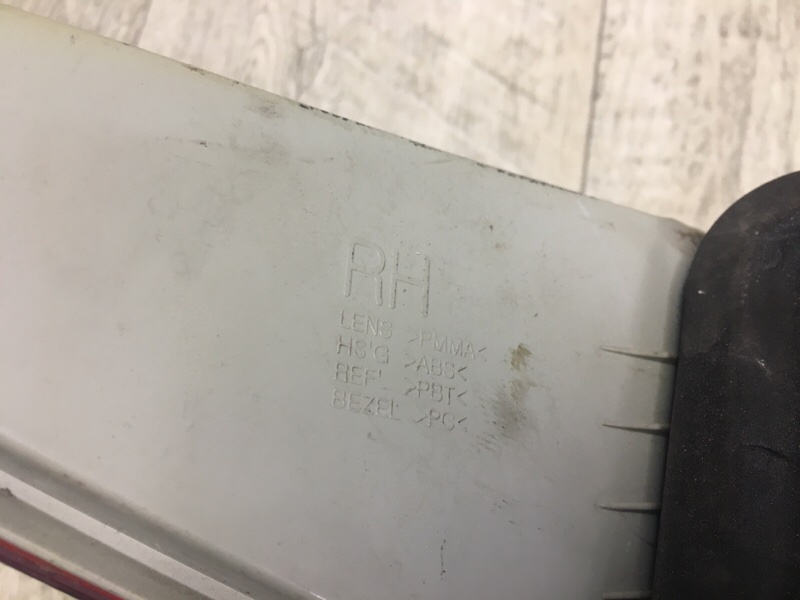 RH
LENS >PMMA<
HS'G >ABS<
REF'L >PBT<
BEZEL >PC<